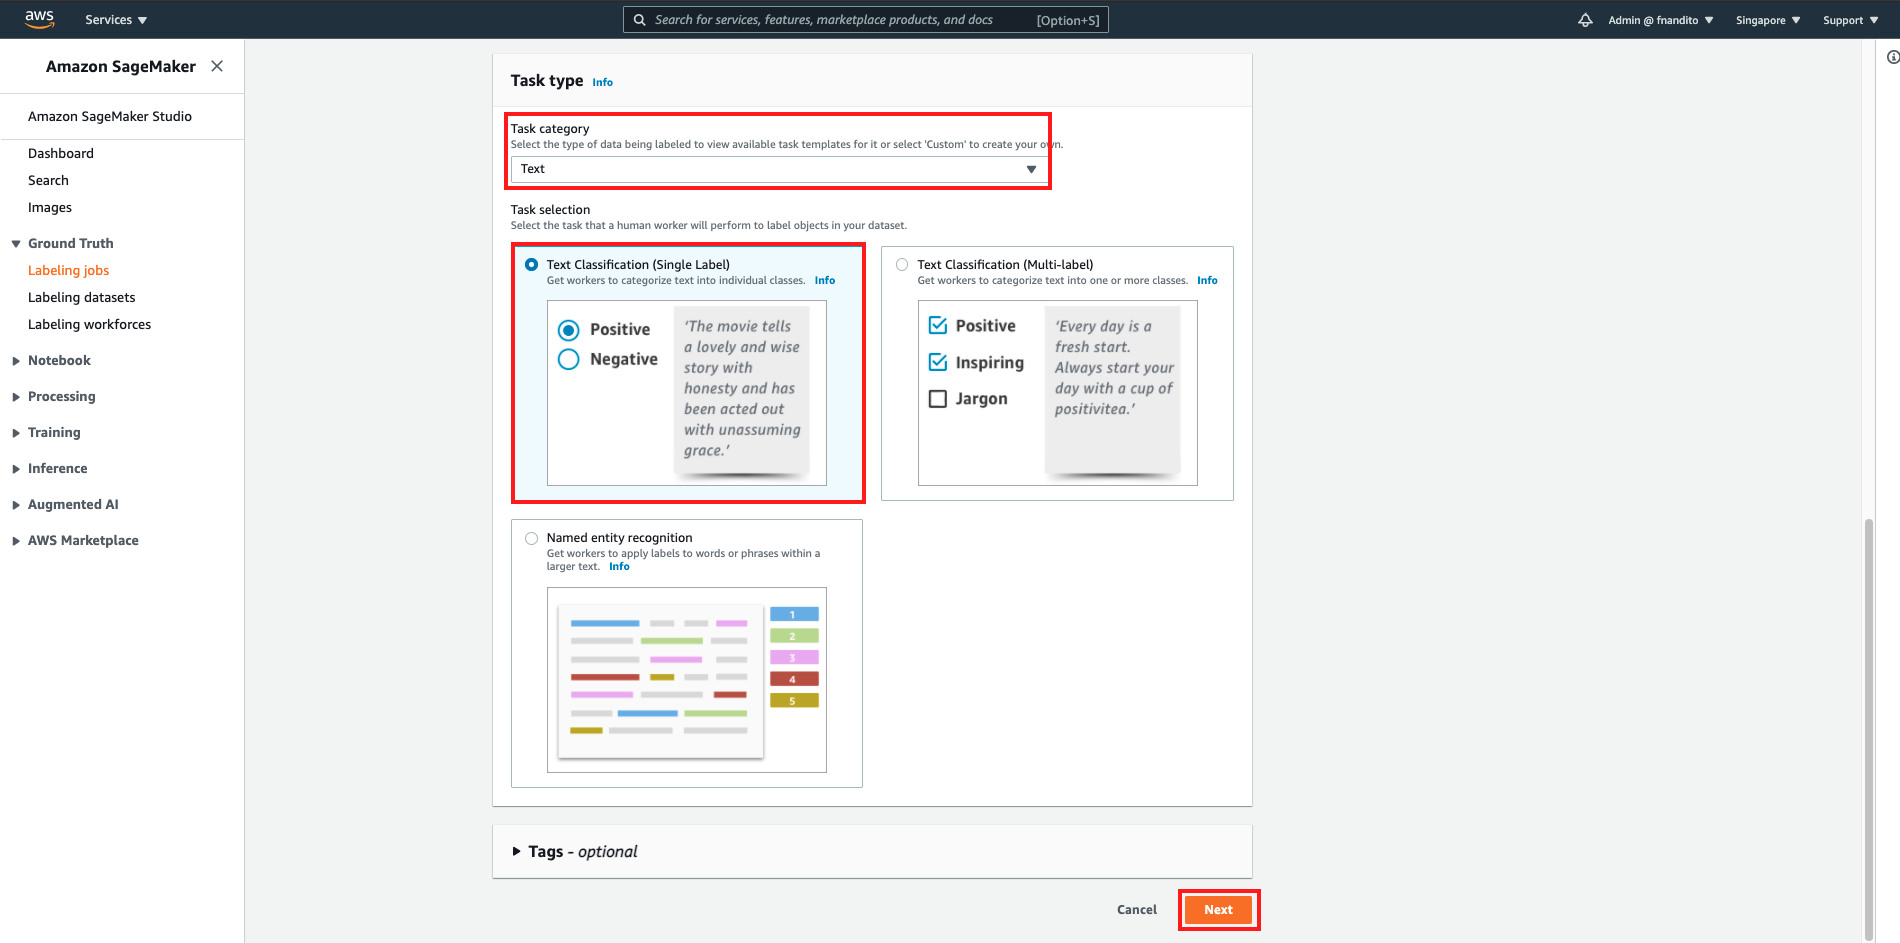 aws
Services
Search for services, features, marketplace products, and docs
[Option+S]
Admin @ fnandito
Singapore
Support
Amazon SageMaker
Amazon SageMaker Studio
Dashboard
Search
Images
Ground Truth
Labeling jobs
Labeling datasets
Labeling workforces
Notebook
Processing
Training
Inference
Augmented AI
AWS Marketplace
Task type Info
Task category
Select the type of data being labeled to view available task templates for it or select 'Custom' to create your own.
Text
Task selection
Select the task that a human worker will perform to label objects in your dataset.
Text Classification (Single Label)
Get workers to categorize text into individual classes. Info
Positive
Negative
‘The movie tells
a lovely and wise
story with
honesty and has
been acted out
with unassuming
grace.’
Text Classification (Multi-label)
Get workers to categorize text into one or more classes. Info
Positive
Inspiring
Jargon
‘Every day is a
fresh start.
Always start your
day with a cup of
positivitea.’
Named entity recognition
Get workers to apply labels to words or phrases within a
larger text. Info
1
2
3
4
5
Tags - optional
Cancel
Next